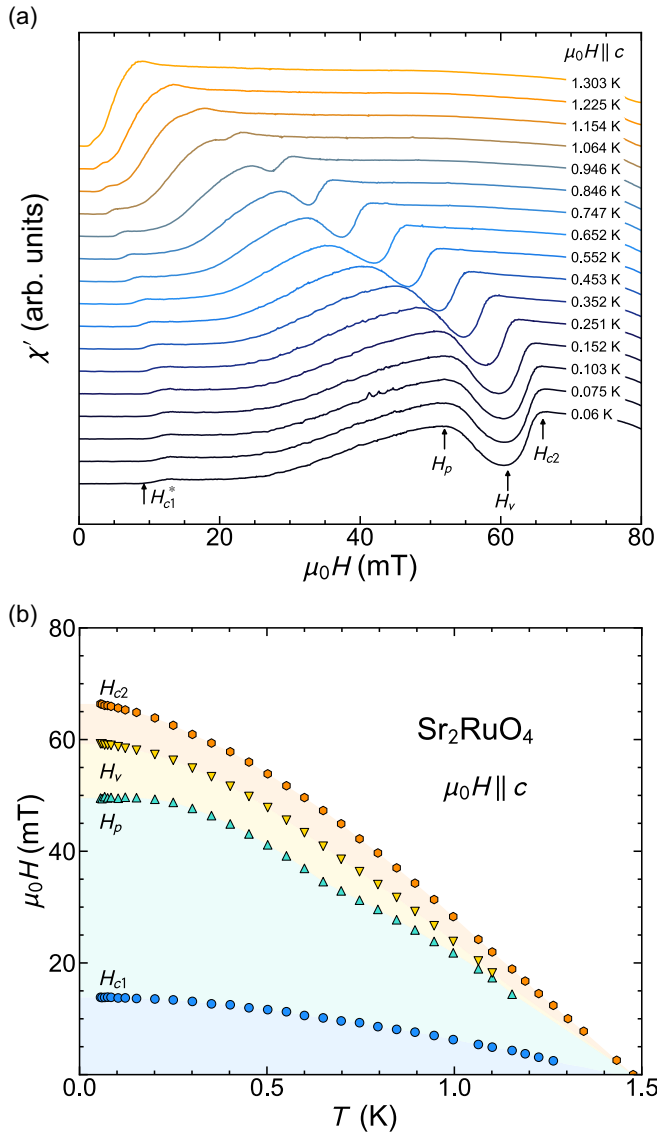 (a)
μ₀H ∥ c
1.303 K
1.225 K
1.154 K
1.064 K
0.946 K
0.846 K
0.747 K
0.652 K
0.552 K
0.453 K
0.352 K
0.251 K
0.152 K
0.103 K
0.075 K
0.06 K
χ′ (arb. units)
H*c1
Hp
Hv
Hc2
0 20 40 60 80
μ₀H (mT)
(b)
80
60
40
20
0
μ₀H (mT)
Hc2
Hv
Hp
Hc1
Sr₂RuO₄
μ₀H ∥ c
0.0 0.5 1.0 1.5
T (K)